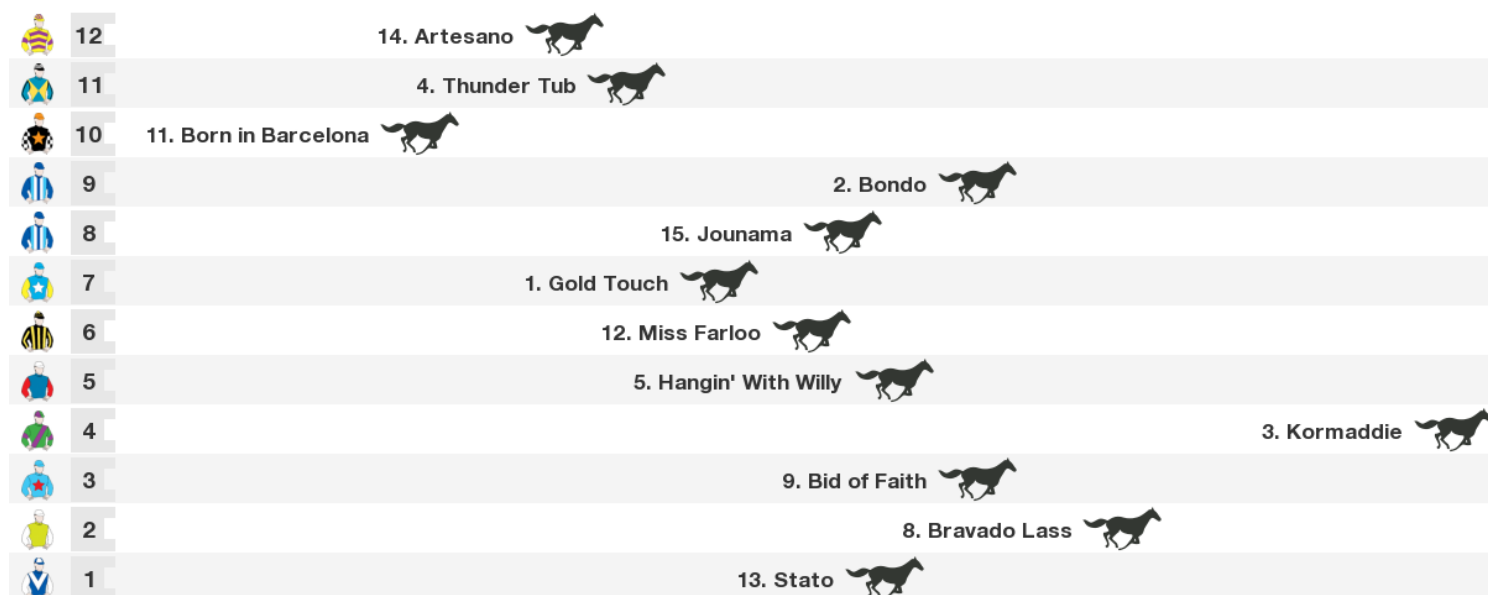 12 14. Artesano
11 4. Thunder Tub
10 11. Born in Barcelona
9 2. Bondo
8 15. Jounama
7 1. Gold Touch
6 12. Miss Farloo
5 5. Hangin' With Willy
4 3. Kormaddie
3 9. Bid of Faith
2 8. Bravado Lass
1 13. Stato